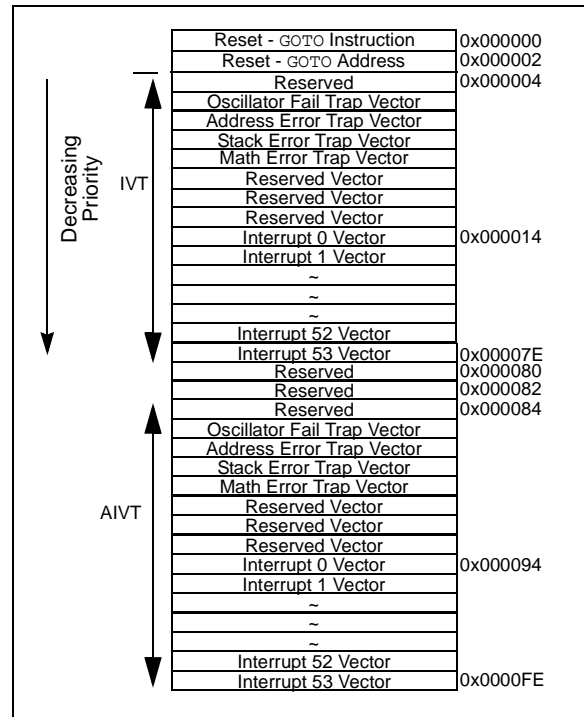 Reset - GOTO Instruction 0x000000
Reset - GOTO Address 0x000002
Reserved 0x000004
Oscillator Fail Trap Vector
Address Error Trap Vector
Stack Error Trap Vector
Math Error Trap Vector
Reserved Vector
Reserved Vector
Reserved Vector
Interrupt 0 Vector 0x000014
Interrupt 1 Vector
~
~
~
Interrupt 52 Vector
Interrupt 53 Vector 0x00007E
Reserved 0x000080
Reserved 0x000082
Reserved 0x000084
Oscillator Fail Trap Vector
Address Error Trap Vector
Stack Error Trap Vector
Math Error Trap Vector
Reserved Vector
Reserved Vector
Reserved Vector
Interrupt 0 Vector 0x000094
Interrupt 1 Vector
~
~
~
Interrupt 52 Vector
Interrupt 53 Vector 0x0000FE
Decreasing
Priority
IVT
AIVT